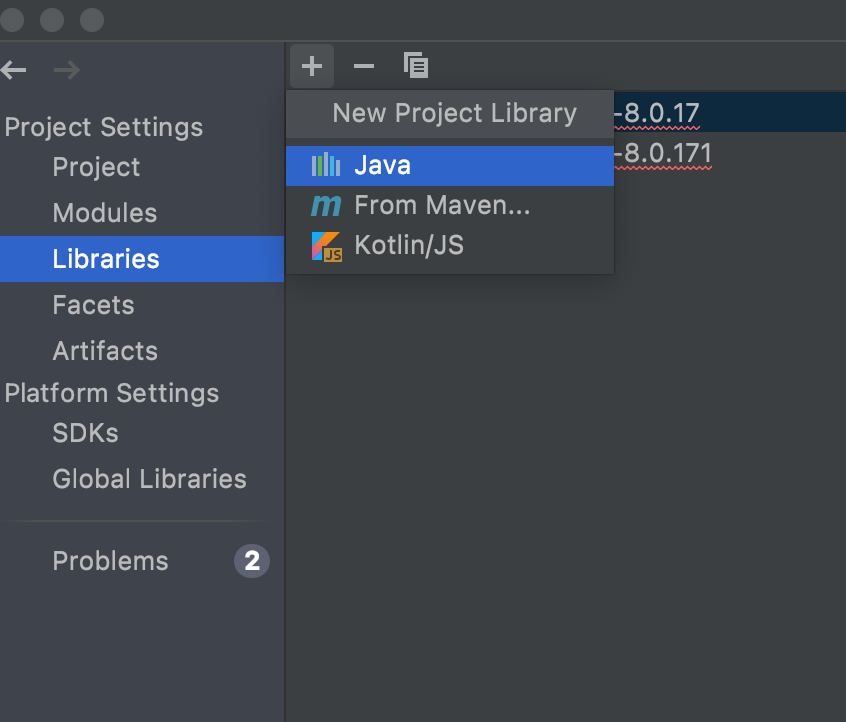 New Project Library
-8.0.17
Java
-8.0.171
From Maven...
Kotlin/JS
Project Settings
Project
Modules
Libraries
Facets
Artifacts
Platform Settings
SDKs
Global Libraries
Problems 2